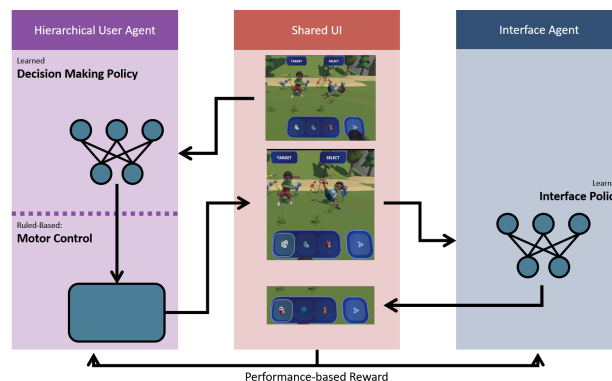 Hierarchical User Agent
Shared UI
Interface Agent
Learned
Decision Making Policy
TARGET SELECT
TARGET SELECT
Learn
Interface Polic
Ruled-Based:
Motor Control
Performance-based Reward